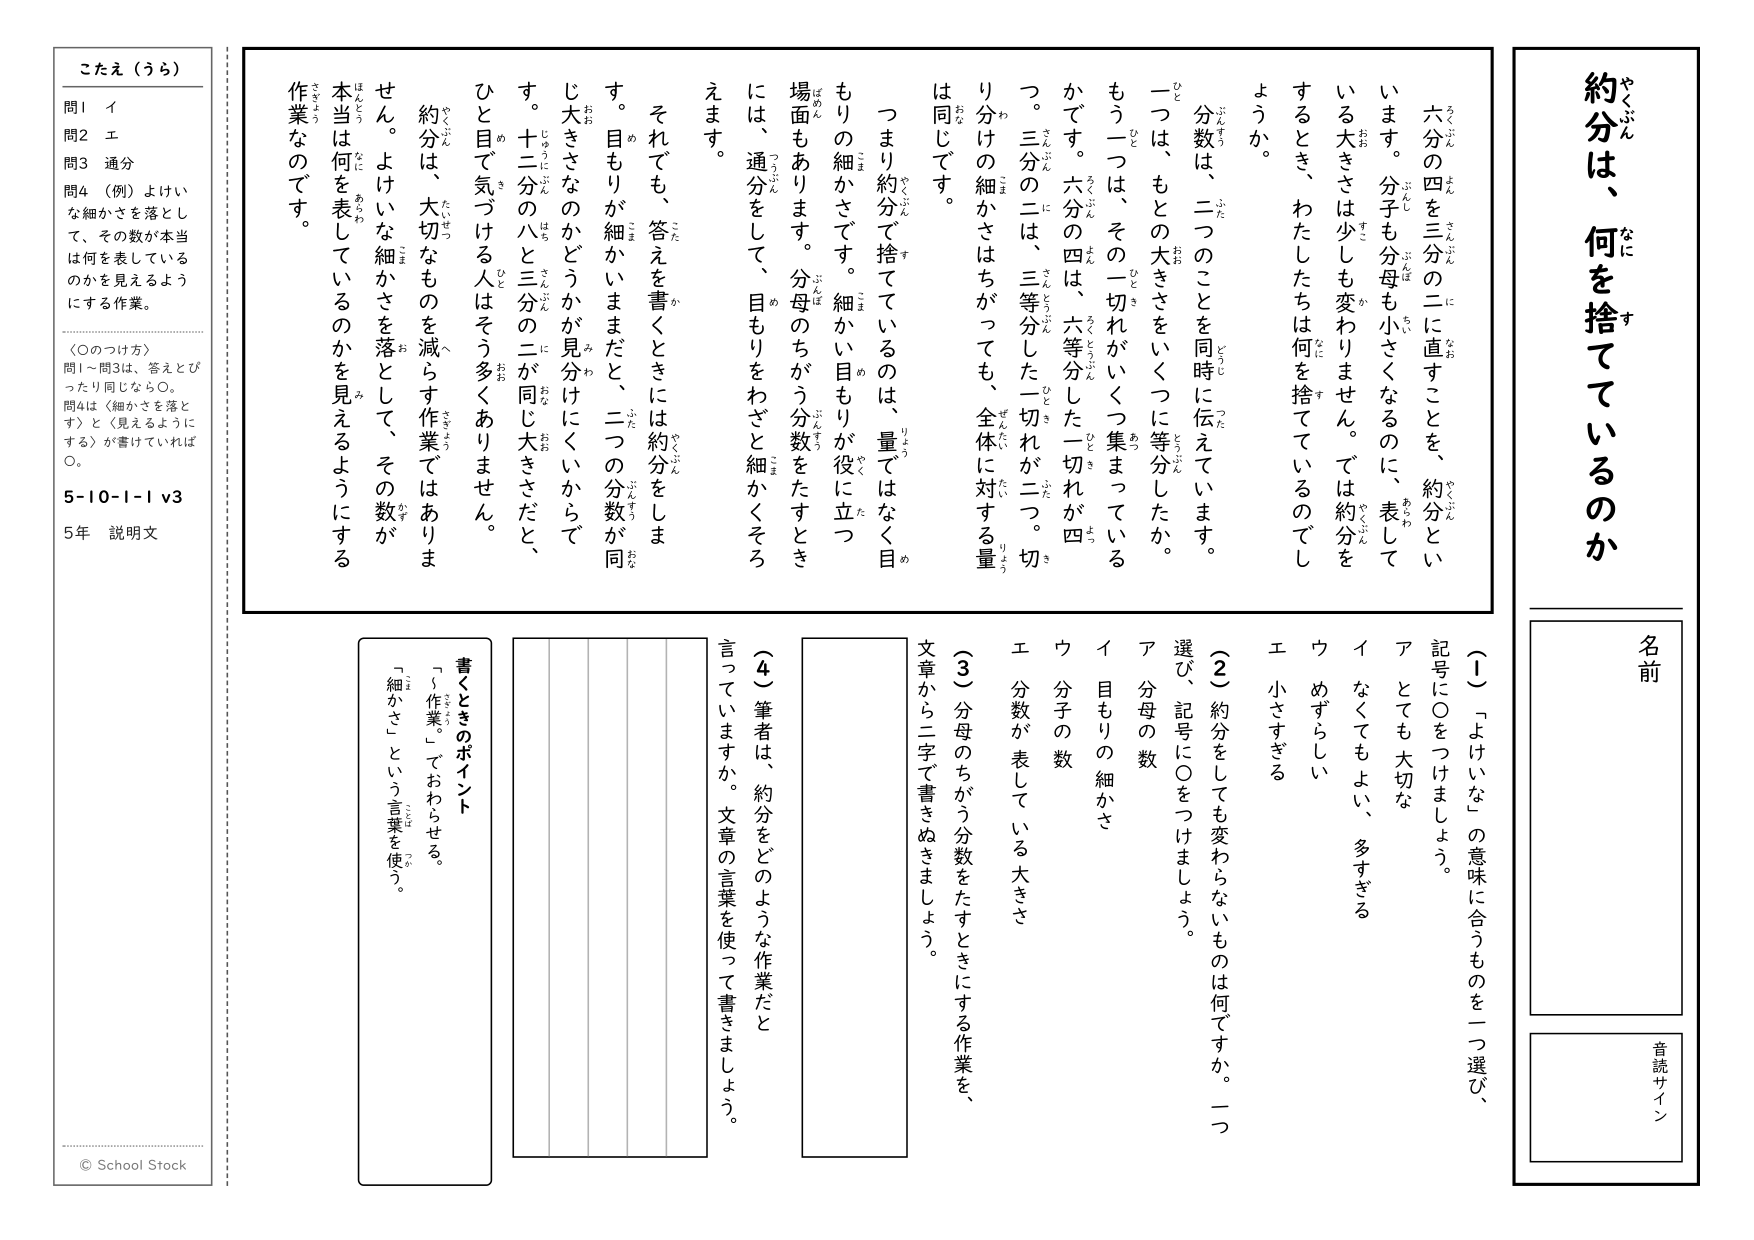 約分は、何を捨てているのか
名前
音読サイン
六分の四を三分の二に直すことを、約分とい
います。分子も分母も小さくなるのに、表して
いる大きさは少しも変わりません。では約分を
するとき、わたしたちは何を捨てているのでし
ょうか。
分数は、二つのことを同時に伝えています。
一つは、もとの大きさをいくつに等分したか。
もう一つは、その一切れがいくつ集まっている
かです。六分の四は、六等分した一切れが四
つ。三分の二は、三等分した一切れが二つ。切
り分けの細かさはちがっても、全体に対する量
は同じです。
つまり約分で捨てているのは、量ではなく目
もりの細かさです。細かい目もりが役に立つ
場面もあります。分母のちがう分数をたすとき
には、通分をして、目もりをわざと細かくそろ
えます。
それでも、答えを書くときには約分をしま
す。目もりが細かいままだと、二つの分数が同
じ大きさなのかどうかが見分けにくいからで
す。十二分の八と三分の二が同じ大きさだと、
ひと目で気づける人はそう多くありません。
約分は、大切なものを減らす作業ではありま
せん。よけいな細かさを落として、その数が
本当は何を表しているのかを見えるようにする
作業なのです。
（1）「よけいな」の意味に合うものを一つ選び、
記号に○をつけましょう。
ア とても 大切な
イ なくても よい、多すぎる
ウ めずらしい
エ 小さすぎる
（2）約分をしても変わらないものは何ですか。一つ
選び、記号に○をつけましょう。
ア 分母の 数
イ 目もりの 細かさ
ウ 分子の 数
エ 分数が 表して いる 大きさ
（3）分母のちがう分数をたすときにする作業を、
文章から二字で書きぬきましょう。
（4）筆者は、約分をどのような作業だと
言っていますか。文章の言葉を使って書きましょう。
書くときのポイント
「〜作業。」でおわらせる。
「細かさ」という言葉を使う。
こたえ（うら）
問1 イ
問2 エ
問3 通分
問4 （例）よけい
な細かさを落とし
て、その数が本当
は何を表している
のかを見えるよう
にする作業。
〈○のつけ方〉
問1〜問3は、答えとぴ
ったり同じなら○。
問4は〈細かさを落と
す〉と〈見えるように
する〉が書けていれば
○。
5-10-1-1 v3
5年 説明文
© School Stock